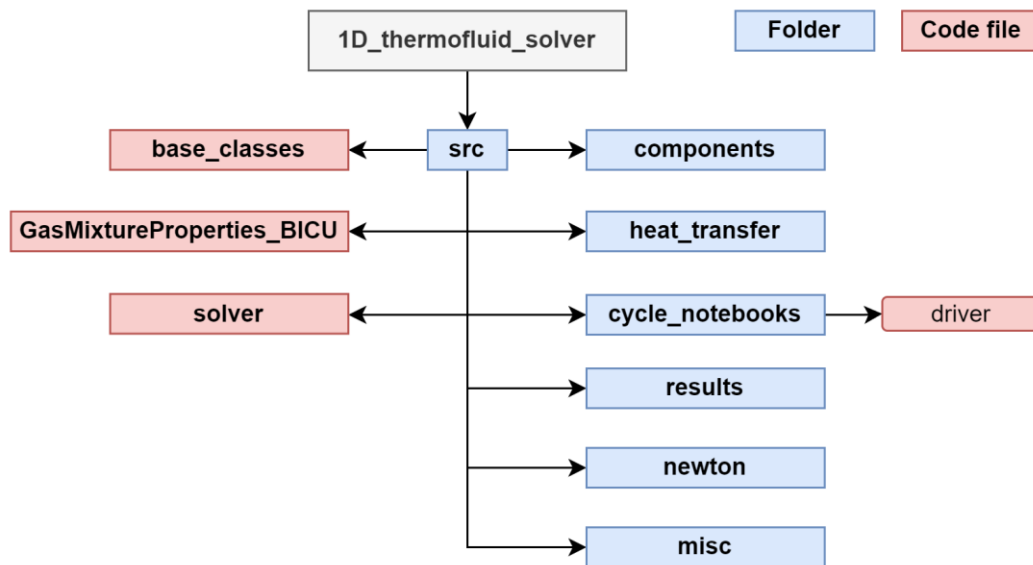 1D_thermofluid_solver
Folder
Code file
base_classes
src
components
GasMixtureProperties_BICU
heat_transfer
solver
cycle_notebooks
driver
results
newton
misc